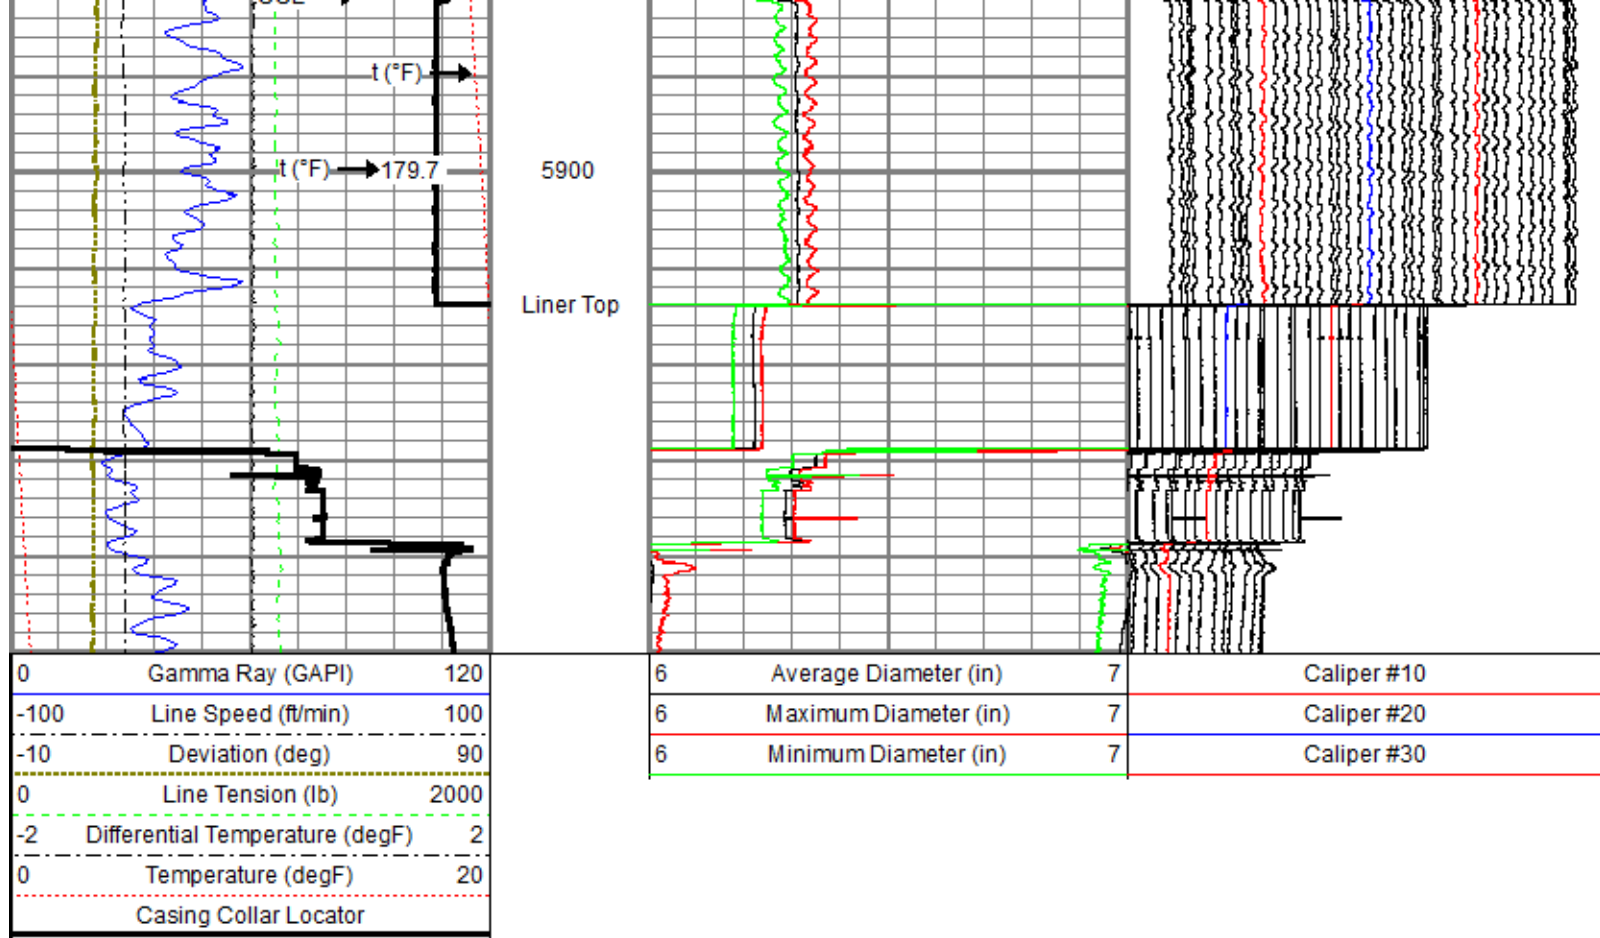 t (°F)
t (°F) 179.7 5900
Liner Top
0 Gamma Ray (GAPI) 120
-100 Line Speed (ft/min) 100
-10 Deviation (deg) 90
0 Line Tension (lb) 2000
-2 Differential Temperature (degF) 2
0 Temperature (degF) 20
Casing Collar Locator
6 Average Diameter (in) 7
6 Maximum Diameter (in) 7
6 Minimum Diameter (in) 7
Caliper #10
Caliper #20
Caliper #30